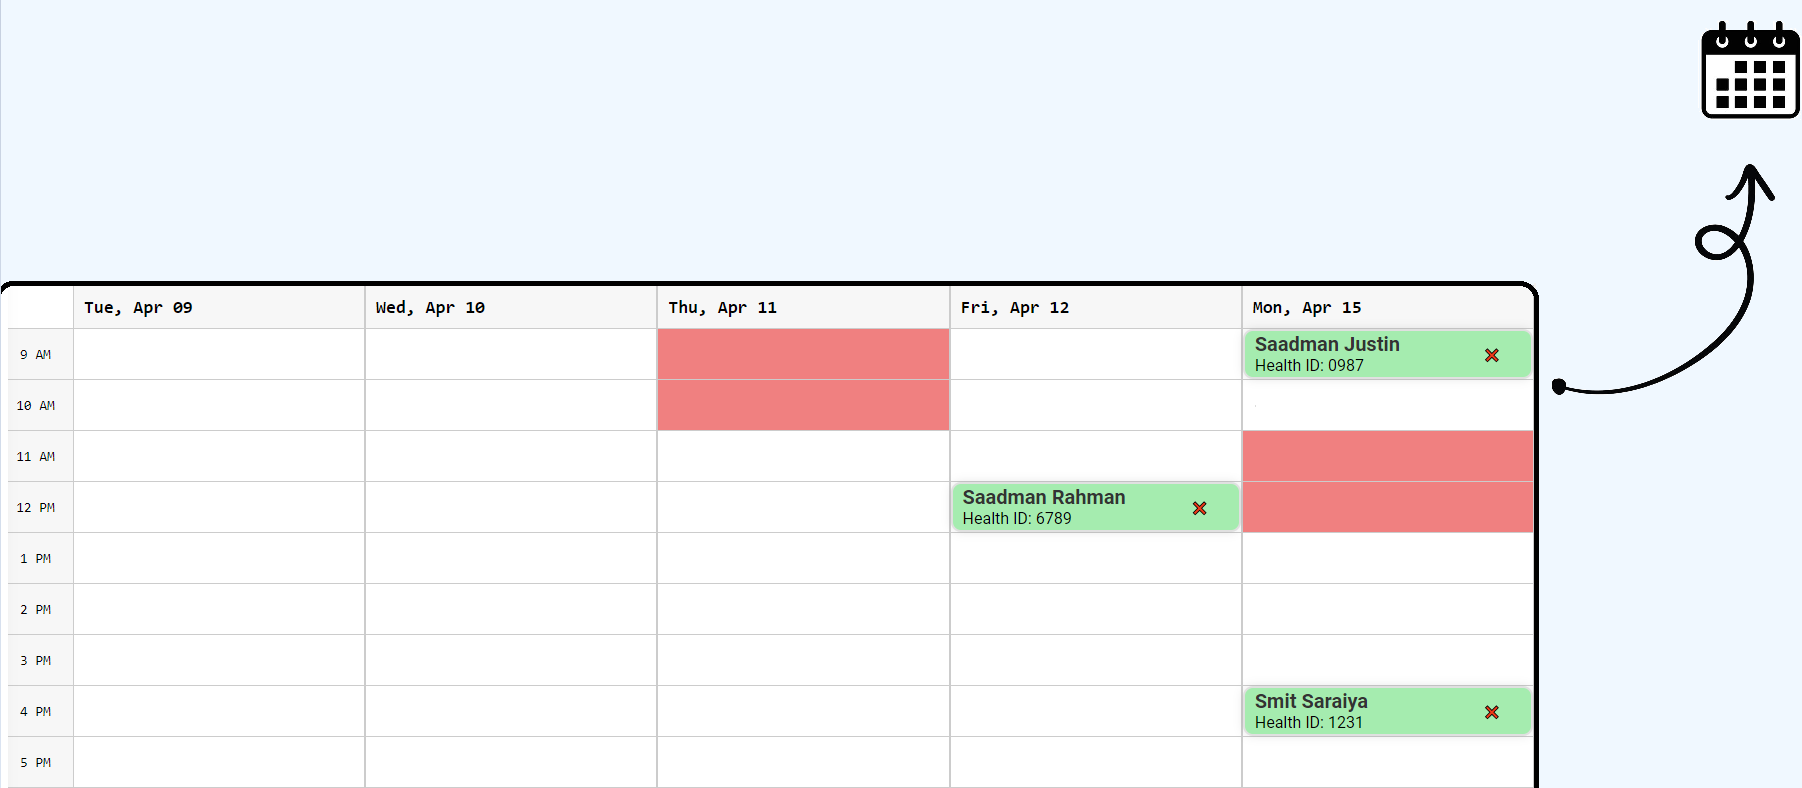 Tue, Apr 09
Wed, Apr 10
Thu, Apr 11
Fri, Apr 12
Mon, Apr 15
9 AM
Saadman Justin
Health ID: 0987
10 AM
11 AM
12 PM
Saadman Rahman
Health ID: 6789
1 PM
2 PM
3 PM
4 PM
Smit Saraiya
Health ID: 1231
5 PM